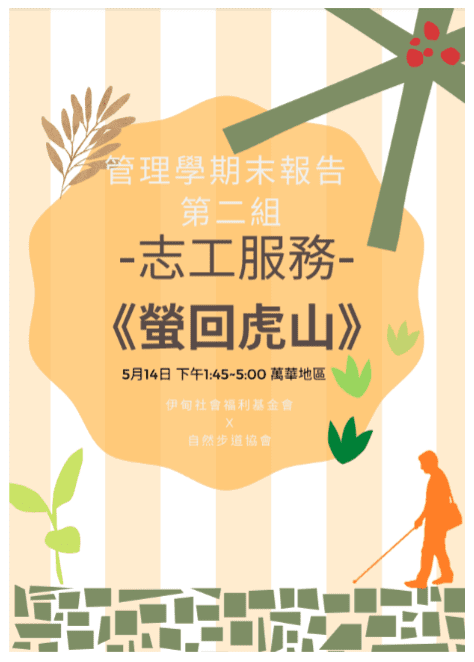 管理學期末報告
第二組
-志工服務-
《螢回虎山》
5月14日 下午1:45~5:00 萬華地區
伊甸社會福利基金會
X
自然步道協會